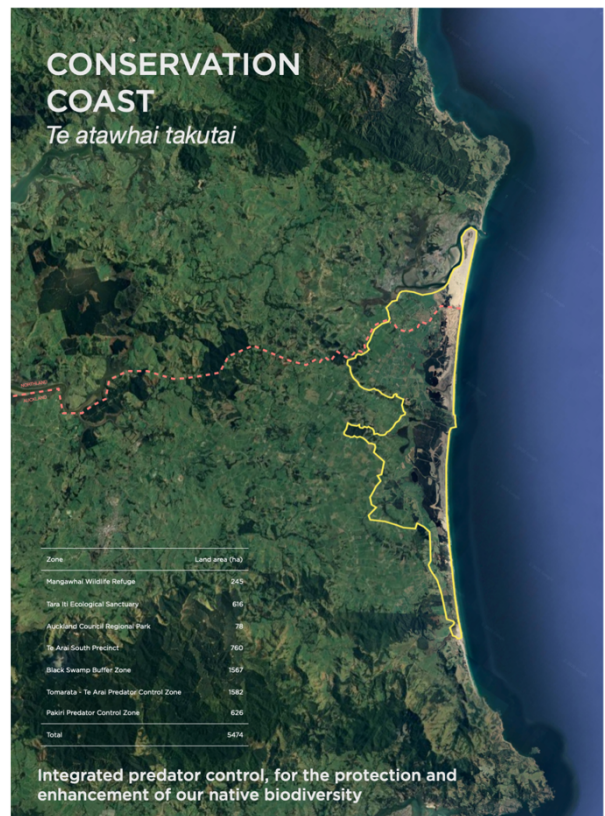 CONSERVATION
COAST
Te atawhai takutai
NORTHLAND
AUCKLAND
Zone Land area (ha)
Mangawhai Wildlife Refuge 245
Tara Iti Ecological Sanctuary 616
Auckland Council Regional Park 78
Te Arai South Precinct 760
Black Swamp Buffer Zone 1567
Tomarata - Te Arai Predator Control Zone 1582
Pakiri Predator Control Zone 626
Total 5474
Integrated predator control, for the protection and
enhancement of our native biodiversity